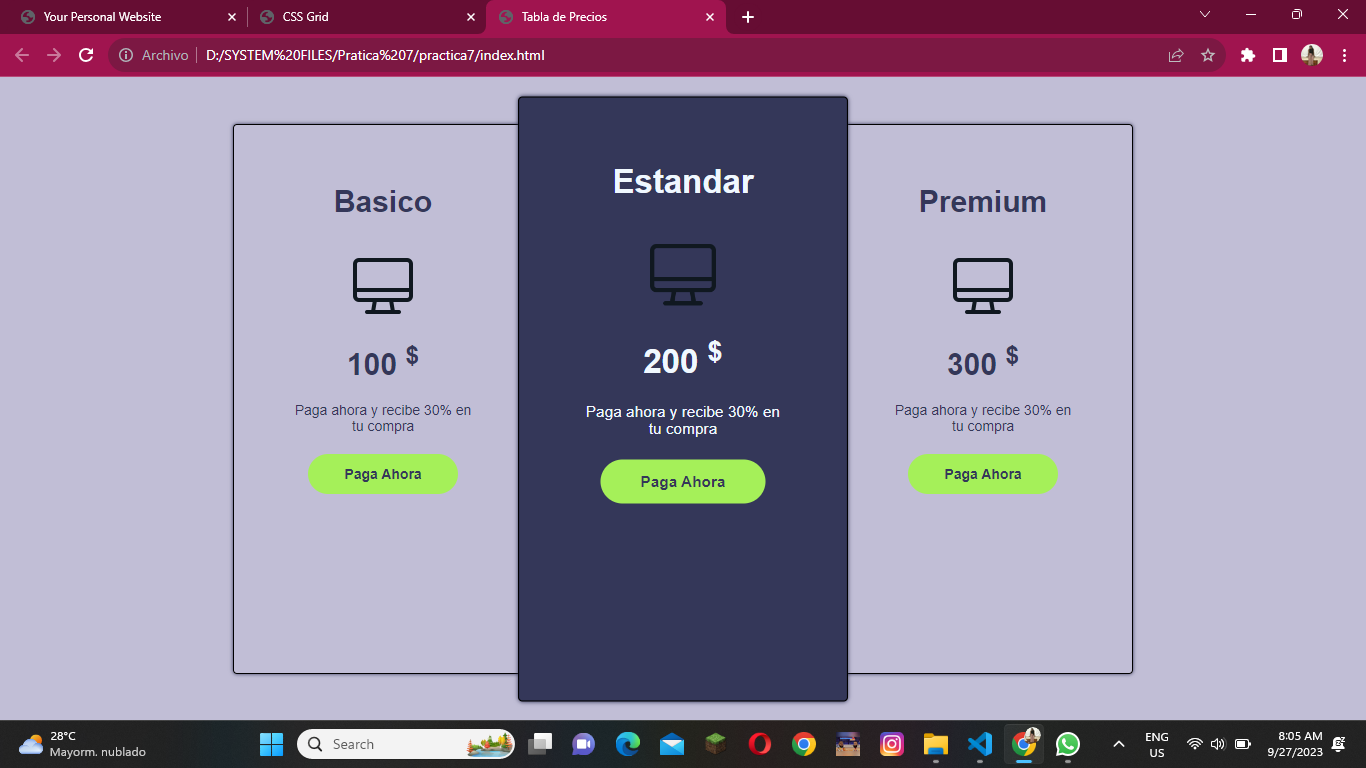 Your Personal Website
CSS Grid
Tabla de Precios
Archivo
D:/SYSTEM%20FILES/Pratica%207/practica7/index.html
Basico
100 $
Paga ahora y recibe 30% en
tu compra
Paga Ahora
Estandar
200 $
Paga ahora y recibe 30% en
tu compra
Paga Ahora
Premium
300 $
Paga ahora y recibe 30% en
tu compra
Paga Ahora
28°C
Mayorm. nublado
Search
ENG
US
8:05 AM
9/27/2023